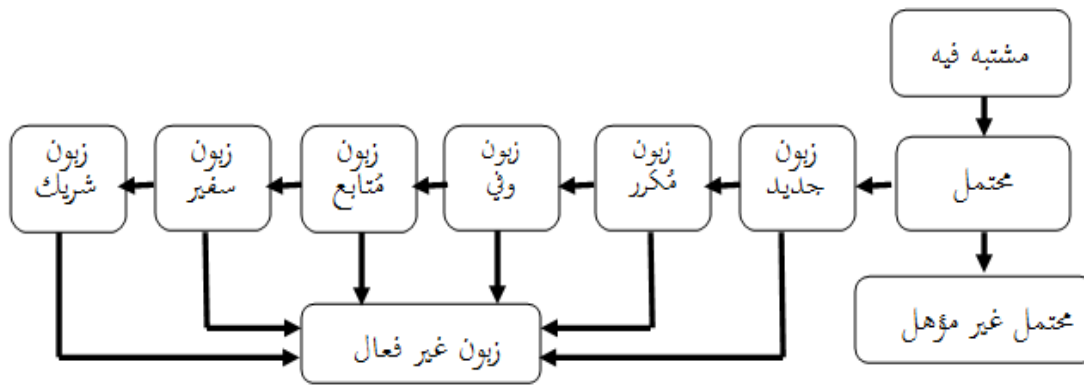 مشتبه فيه
محتمل
زبون
جديد
زبون
مُكرر
زبون
وفي
زبون
مُتابع
زبون
سفير
زبون
شريك
محتمل غير مؤهل
زبون غير فعال